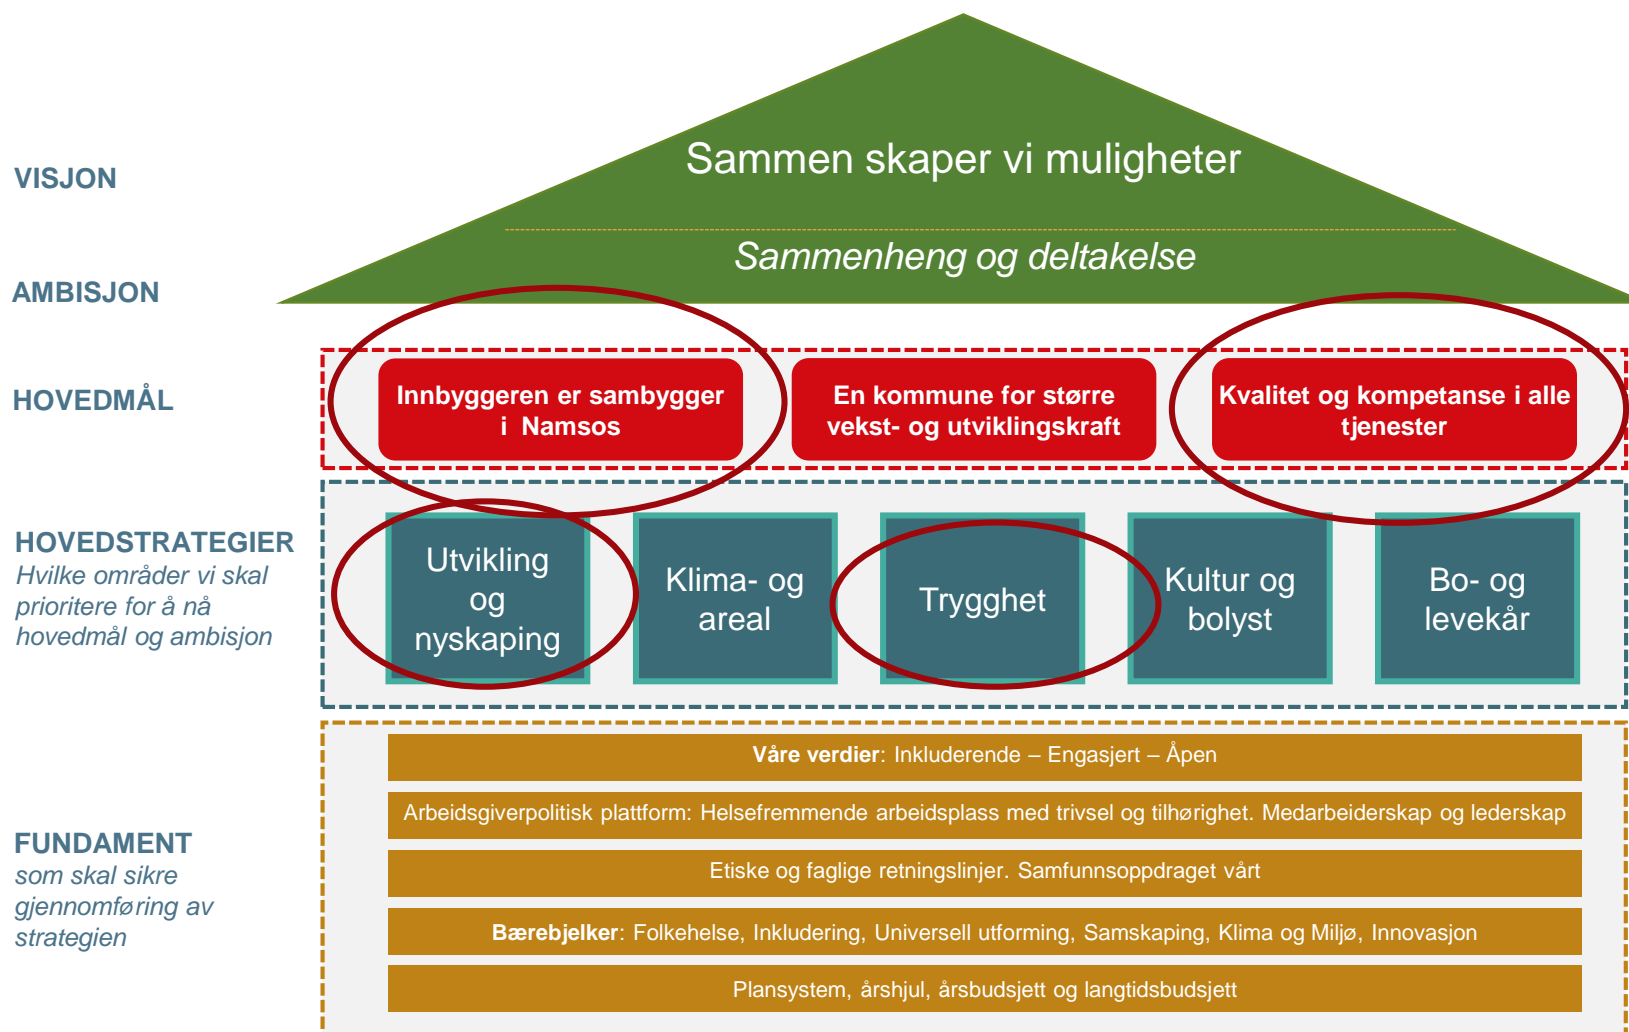 Sammen skaper vi muligheter
VISJON
Sammenheng og deltakelse
AMBISJON
HOVEDMÅL
Innbyggeren er sambygger
i Namsos
En kommune for større
vekst- og utviklingskraft
Kvalitet og kompetanse i alle
tjenester
HOVEDSTRATEGIER
Hvilke områder vi skal
prioritere for å nå
hovedmål og ambisjon
Utvikling
og
nyskaping
Klima- og
areal
Trygghet
Kultur og
bolyst
Bo- og
levekår
FUNDAMENT
som skal sikre
gjennomføring av
strategien
Våre verdier: Inkluderende – Engasjert – Åpen
Arbeidsgiverpolitisk plattform: Helsefremmende arbeidsplass med trivsel og tilhørighet. Medarbeiderskap og lederskap
Etiske og faglige retningslinjer. Samfunnsoppdraget vårt
Bærebjelker: Folkehelse, Inkludering, Universell utforming, Samskaping, Klima og Miljø, Innovasjon
Plansystem, årshjul, årsbudsjett og langtidsbudsjett